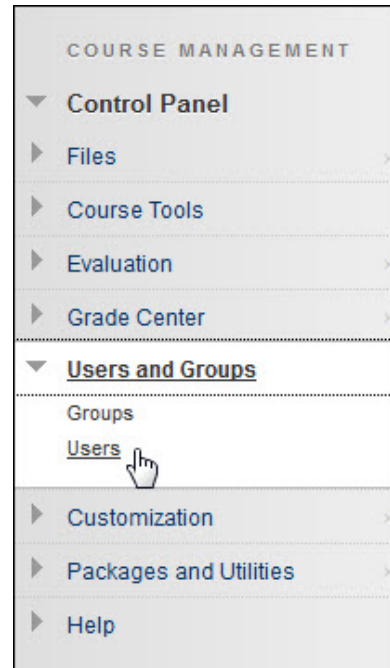 COURSE MANAGEMENT
Control Panel
Files
Course Tools
Evaluation
Grade Center
Users and Groups
Groups
Users
Customization
Packages and Utilities
Help